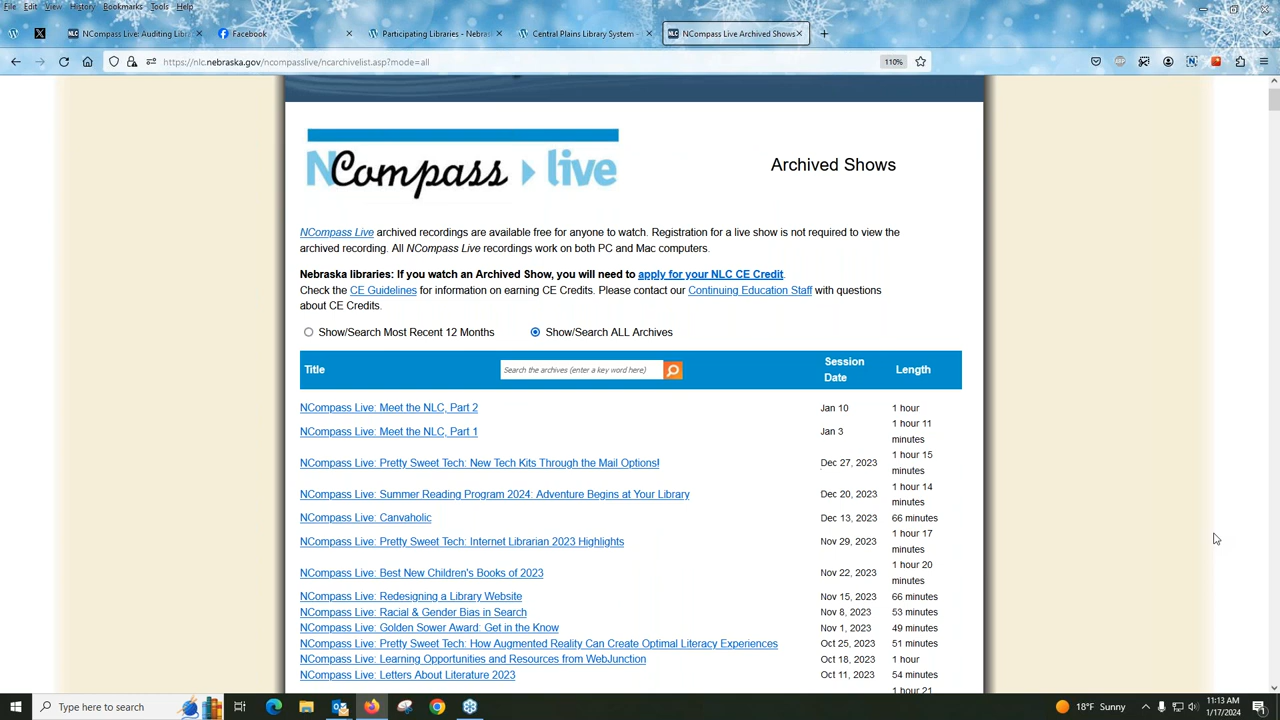 File Edit View History Bookmarks Tools Help
NCompass Live: Auditing Libra
Facebook
Participating Libraries - Nebras
Central Plains Library System -
NCompass Live Archived Shows
https://nlc.nebraska.gov/ncompasslive/ncarchivelist.asp?mode=all
110%
NCompass live
Archived Shows
NCompass Live archived recordings are available free for anyone to watch. Registration for a live show is not required to view the
archived recording. All NCompass Live recordings work on both PC and Mac computers.
Nebraska libraries: If you watch an Archived Show, you will need to apply for your NLC CE Credit.
Check the CE Guidelines for information on earning CE Credits. Please contact our Continuing Education Staff with questions
about CE Credits.
Show/Search Most Recent 12 Months Show/Search ALL Archives
Title Search the archives (enter a key word here) Session Date Length
NCompass Live: Meet the NLC, Part 2 Jan 10 1 hour
NCompass Live: Meet the NLC, Part 1 Jan 3 1 hour 11 minutes
NCompass Live: Pretty Sweet Tech: New Tech Kits Through the Mail Options! Dec 27, 2023 1 hour 15 minutes
NCompass Live: Summer Reading Program 2024: Adventure Begins at Your Library Dec 20, 2023 1 hour 14 minutes
NCompass Live: Canvaholic Dec 13, 2023 66 minutes
NCompass Live: Pretty Sweet Tech: Internet Librarian 2023 Highlights Nov 29, 2023 1 hour 17 minutes
NCompass Live: Best New Children's Books of 2023 Nov 22, 2023 1 hour 20 minutes
NCompass Live: Redesigning a Library Website Nov 15, 2023 66 minutes
NCompass Live: Racial & Gender Bias in Search Nov 8, 2023 53 minutes
NCompass Live: Golden Sower Award: Get in the Know Nov 1, 2023 49 minutes
NCompass Live: Pretty Sweet Tech: How Augmented Reality Can Create Optimal Literacy Experiences Oct 25, 2023 51 minutes
NCompass Live: Learning Opportunities and Resources from WebJunction Oct 18, 2023 1 hour
NCompass Live: Letters About Literature 2023 Oct 11, 2023 54 minutes
1 hour 21
Type here to search
18°F Sunny
11:13 AM
1/17/2024